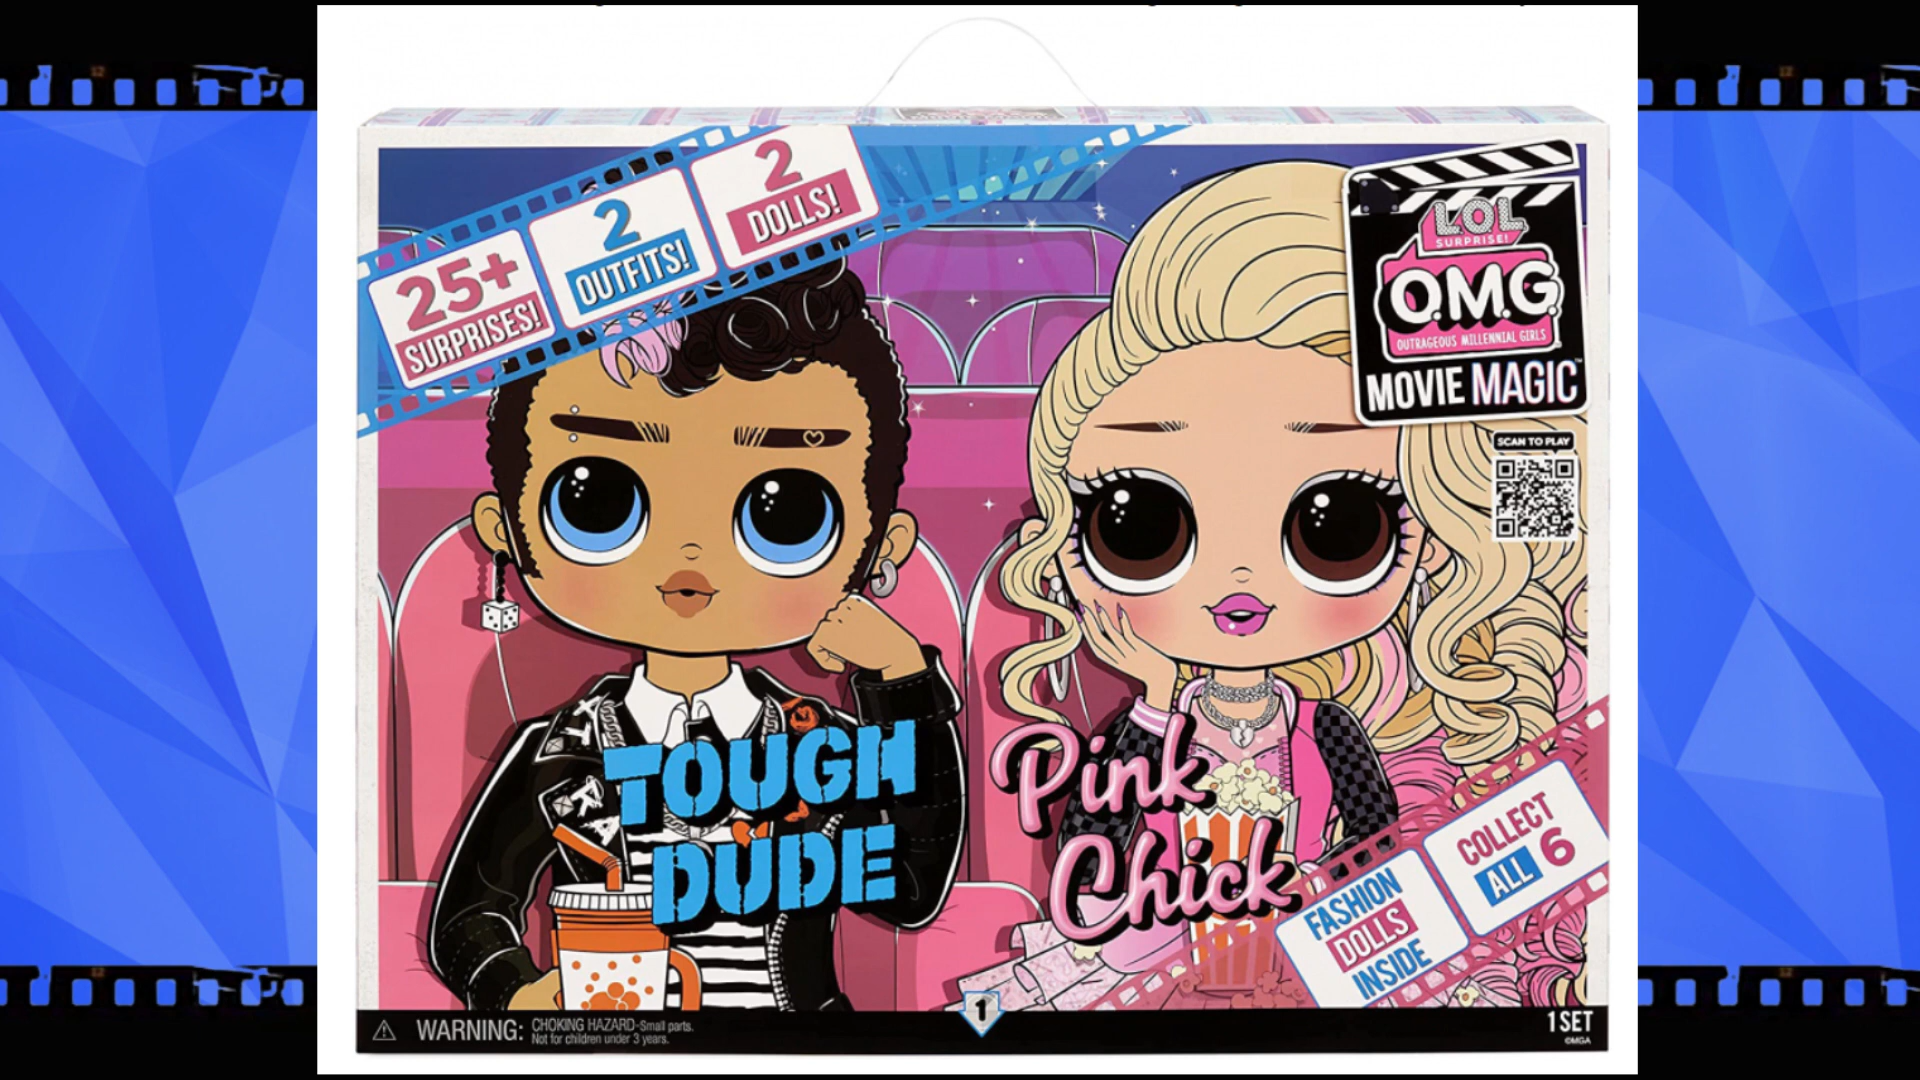 25+
SURPRISES!
2
OUTFITS!
2
DOLLS!
LOL
SURPRISE!
O.M.G.
OUTRAGEOUS MILLENNIAL GIRLS
MOVIE MAGIC™
SCAN TO PLAY
TOUGH
DUDE
Pink
Chick
FASHION
DOLLS
INSIDE
COLLECT
ALL 6
1
WARNING: CHOKING HAZARD-Small parts.
Not for children under 3 years.
1 SET
©MGA